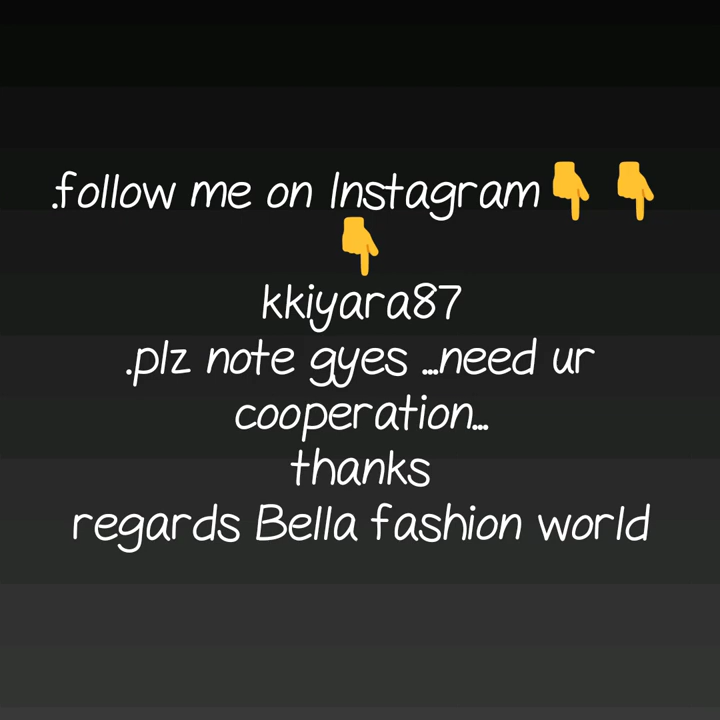 .follow me on Instagram👇 👇
👇
kkiyara87
.plz note gyes ...need ur
cooperation...
thanks
regards Bella fashion world